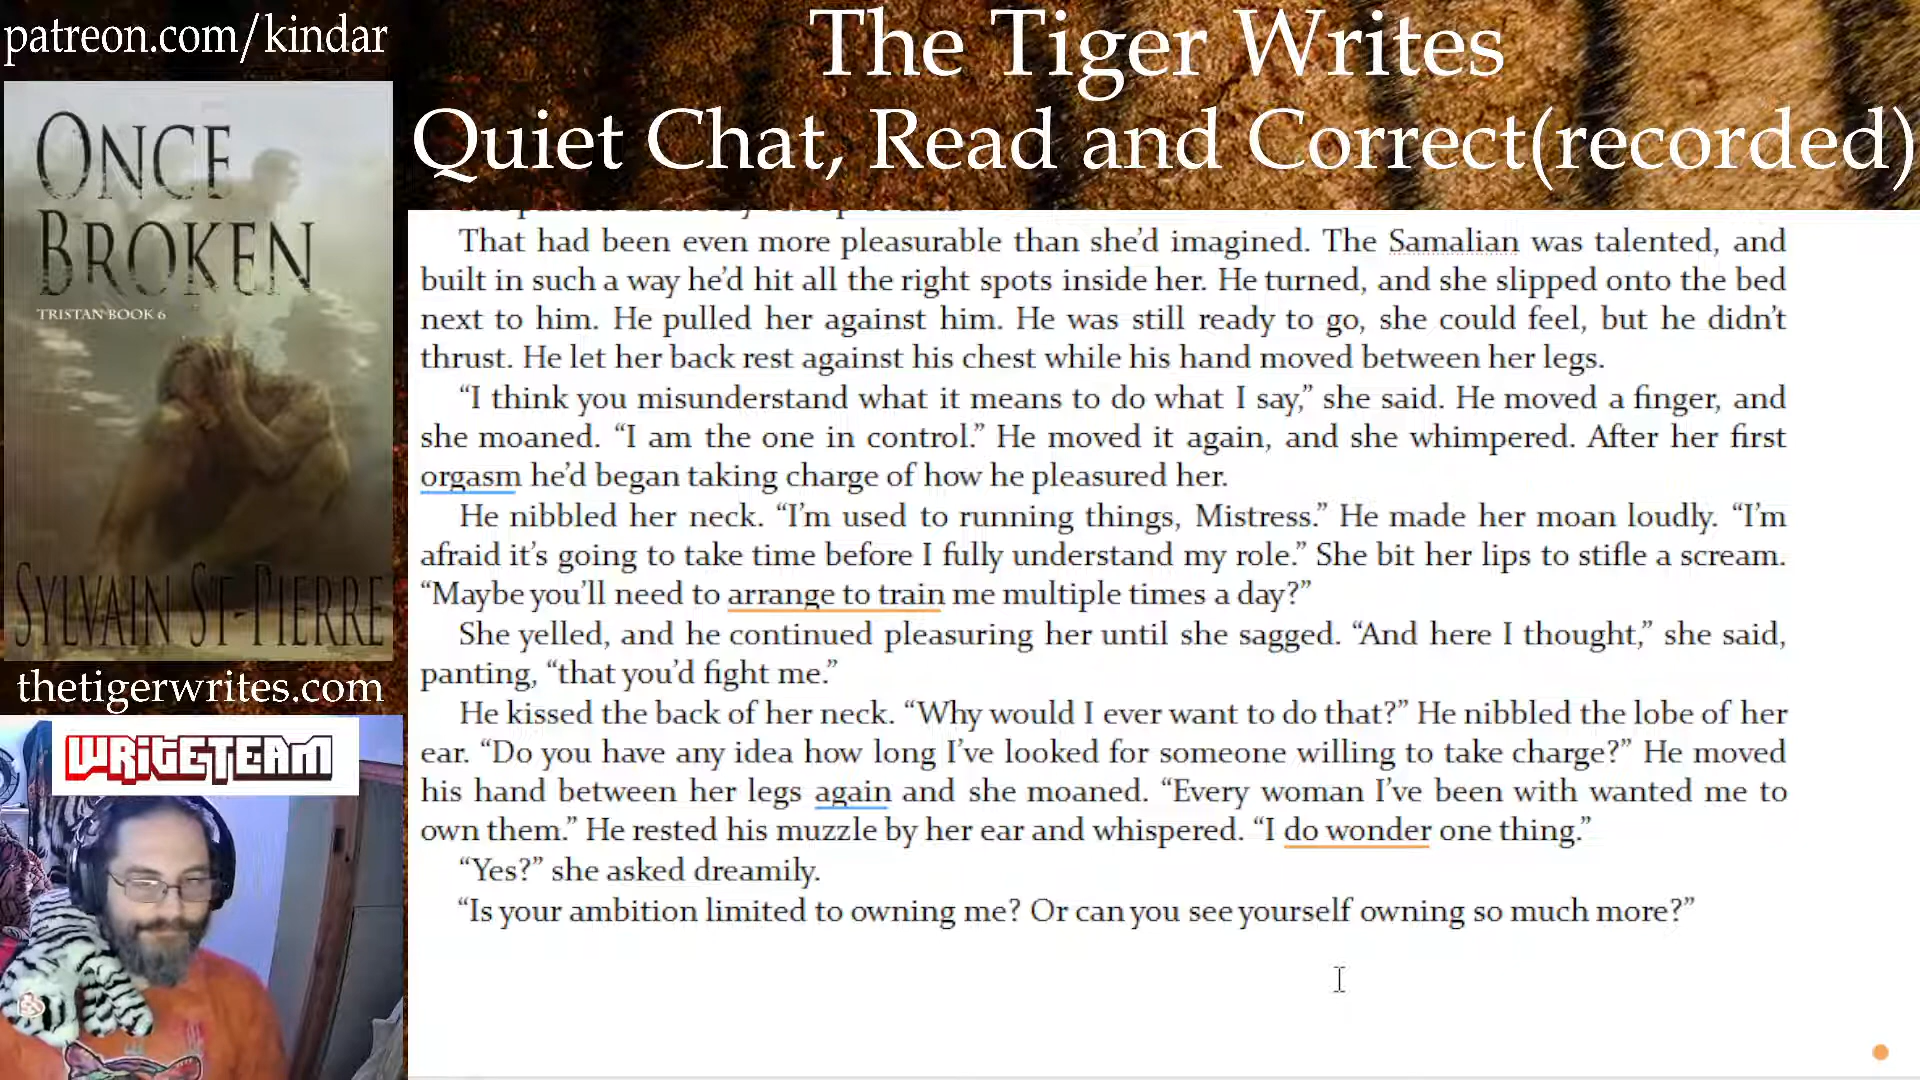 patreon.com/kindar
The Tiger Writes
Quiet Chat, Read and Correct(recorded)
ONCE
BROKEN
TRISTAN BOOK 6
SYLVAIN ST-PIERRE
thetigerwrites.com
WRITETEAM
That had been even more pleasurable than she’d imagined. The Samalian was talented, and
built in such a way he’d hit all the right spots inside her. He turned, and she slipped onto the bed
next to him. He pulled her against him. He was still ready to go, she could feel, but he didn’t
thrust. He let her back rest against his chest while his hand moved between her legs.
“I think you misunderstand what it means to do what I say,” she said. He moved a finger, and
she moaned. “I am the one in control.” He moved it again, and she whimpered. After her first
orgasm he’d began taking charge of how he pleasured her.
He nibbled her neck. “I’m used to running things, Mistress.” He made her moan loudly. “I’m
afraid it’s going to take time before I fully understand my role.” She bit her lips to stifle a scream.
“Maybe you’ll need to arrange to train me multiple times a day?”
She yelled, and he continued pleasuring her until she sagged. “And here I thought,” she said,
panting, “that you’d fight me.”
He kissed the back of her neck. “Why would I ever want to do that?” He nibbled the lobe of her
ear. “Do you have any idea how long I’ve looked for someone willing to take charge?” He moved
his hand between her legs again and she moaned. “Every woman I’ve been with wanted me to
own them.” He rested his muzzle by her ear and whispered. “I do wonder one thing.”
“Yes?” she asked dreamily.
“Is your ambition limited to owning me? Or can you see yourself owning so much more?”